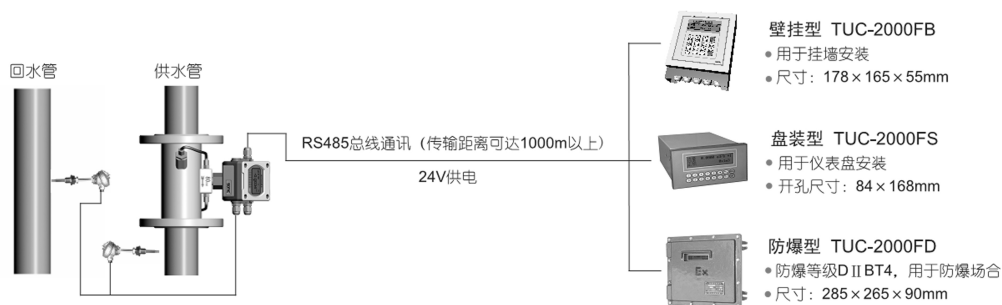 回水管
供水管
RS485总线通讯（传输距离可达1000m以上）
24V供电
壁挂型 TUC-2000FB
• 用于挂墙安装
• 尺寸：178×165×55mm
盘装型 TUC-2000FS
• 用于仪表盘安装
• 开孔尺寸：84×168mm
Ex
防爆型 TUC-2000FD
• 防爆等级DⅡBT4，用于防爆场合
• 尺寸：285×265×90mm